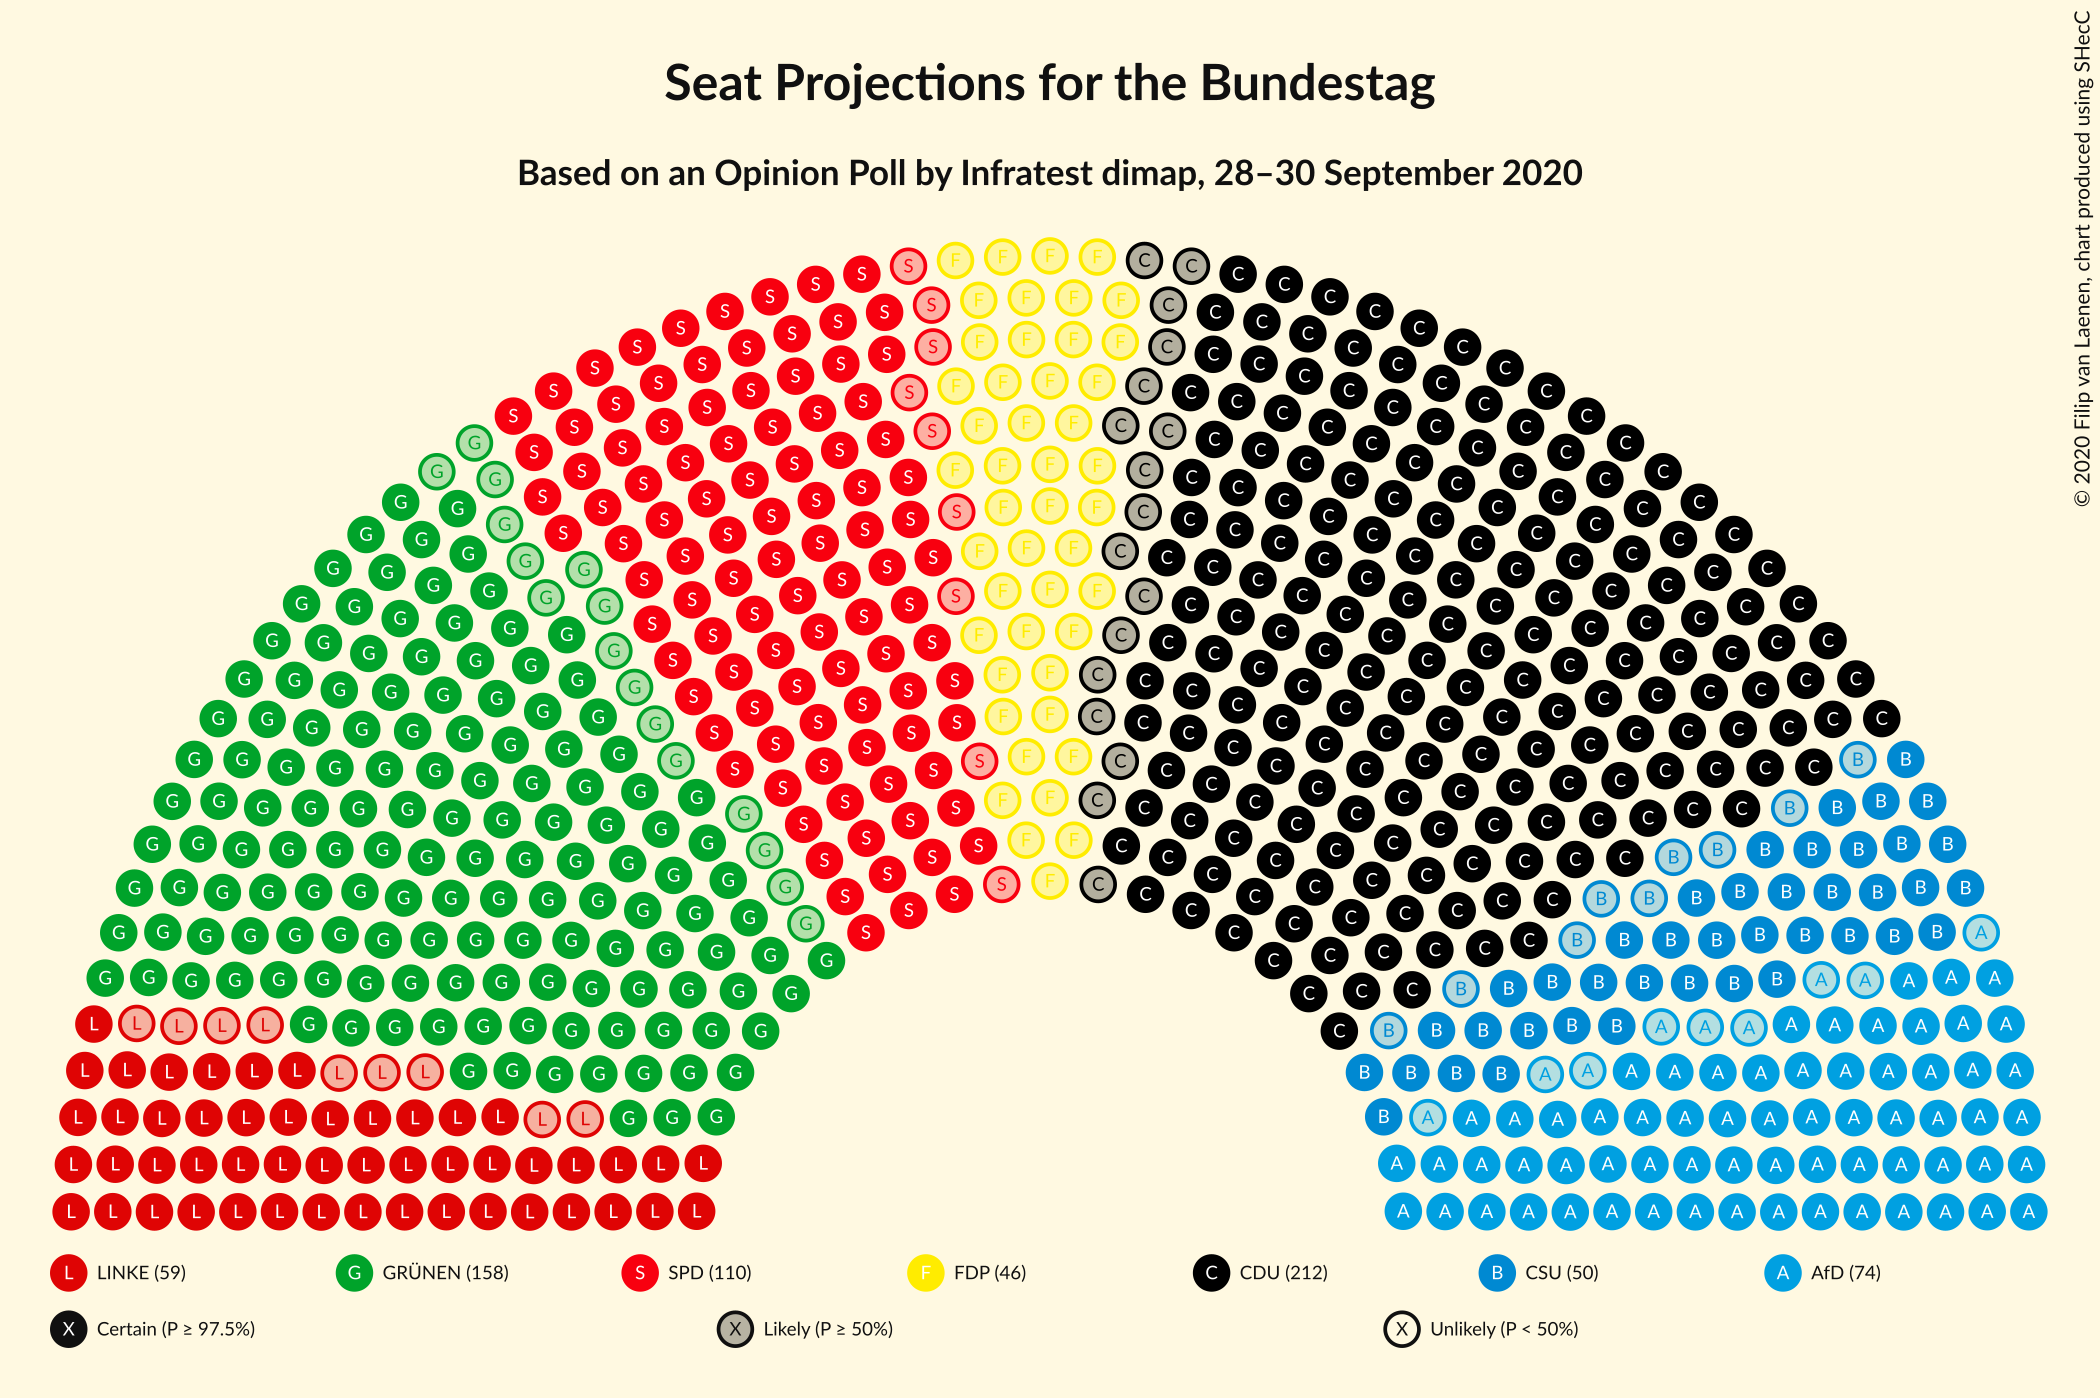 Seat Projections for the Bundestag
Based on an Opinion Poll by Infratest dimap, 28–30 September 2020
© 2020 Filip van Laenen, chart produced using SHecC
L LINKE (59)
G GRÜNEN (158)
S SPD (110)
F FDP (46)
C CDU (212)
B CSU (50)
A AfD (74)
X Certain (P ≥ 97.5%)
X Likely (P ≥ 50%)
X Unlikely (P < 50%)